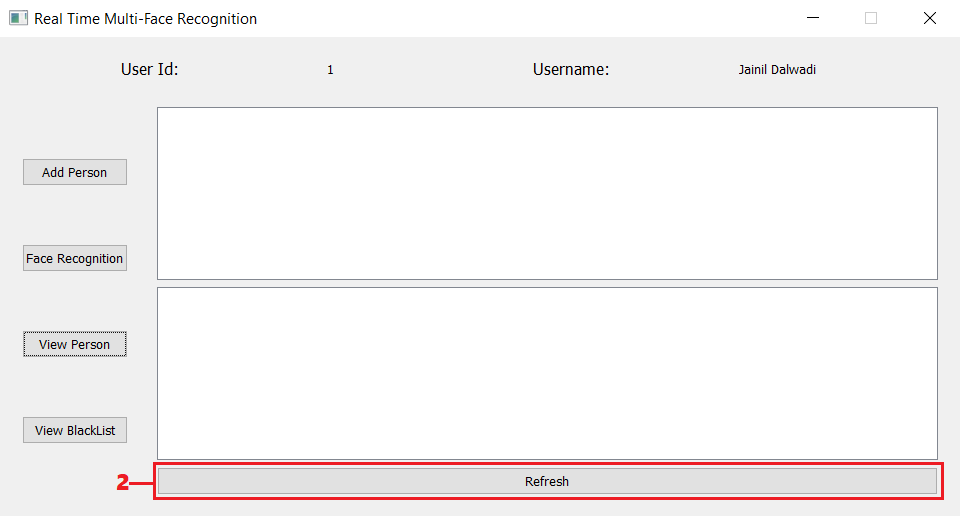 Real Time Multi-Face Recognition
User Id: 1 Username: Jainil Dalwadi
Add Person
Face Recognition
View Person
View BlackList
2 Refresh